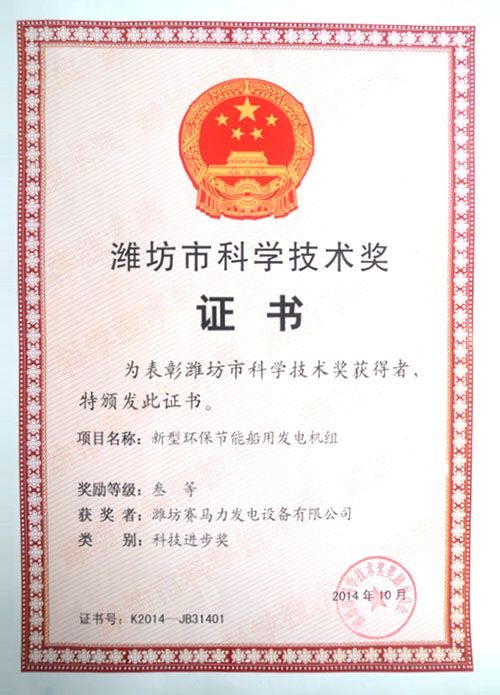 潍坊市科学技术奖
证书
为表彰潍坊市科学技术奖获得者，
特颁发此证书。
项目名称：新型环保节能船用发电机组
奖励等级：叁 等
获 奖 者：潍坊赛马力发电设备有限公司
类 别：科技进步奖
2014 年 10 月
证书号：K2014—JB31401